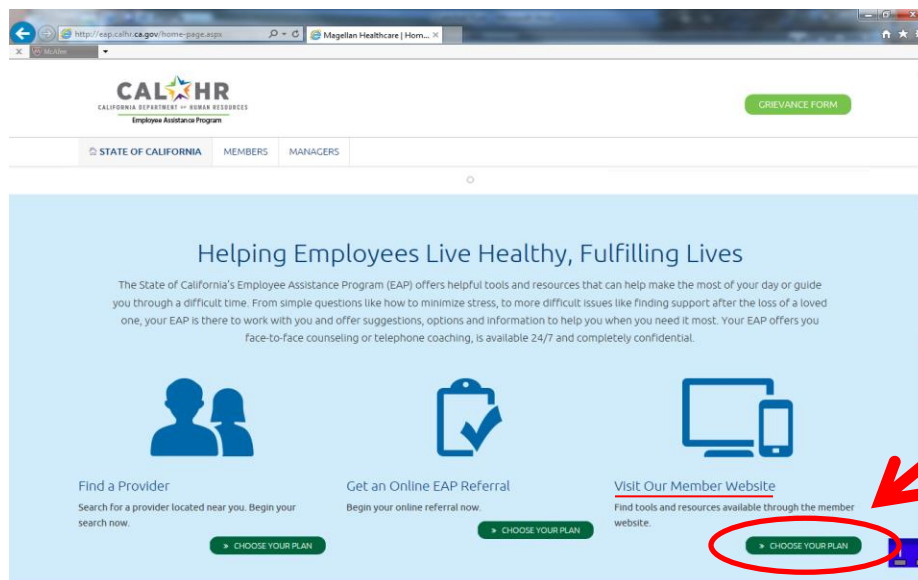 http://eap.calhr.ca.gov/home-page.aspx
Magellan Healthcare | Hom...
McAfee
CALHR
CALIFORNIA DEPARTMENT OF HUMAN RESOURCES
Employee Assistance Program
GRIEVANCE FORM
STATE OF CALIFORNIA MEMBERS MANAGERS
Helping Employees Live Healthy, Fulfilling Lives
The State of California's Employee Assistance Program (EAP) offers helpful tools and resources that can help make the most of your day or guide
you through a difficult time. From simple questions like how to minimize stress, to more difficult issues like finding support after the loss of a loved
one, your EAP is there to work with you and offer suggestions, options and information to help you when you need it most. Your EAP offers you
face-to-face counseling or telephone coaching, is available 24/7 and completely confidential.
Find a Provider
Search for a provider located near you. Begin your
search now.
» CHOOSE YOUR PLAN
Get an Online EAP Referral
Begin your online referral now.
» CHOOSE YOUR PLAN
Visit Our Member Website
Find tools and resources available through the member
website.
» CHOOSE YOUR PLAN